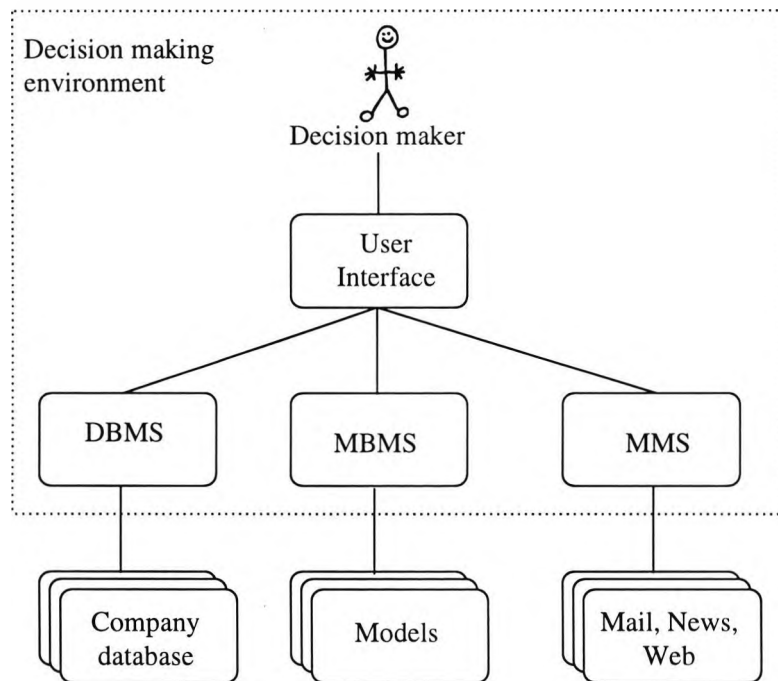 Decision making
environment
Decision maker
User
Interface
DBMS
MBMS
MMS
Company
database
Models
Mail, News,
Web